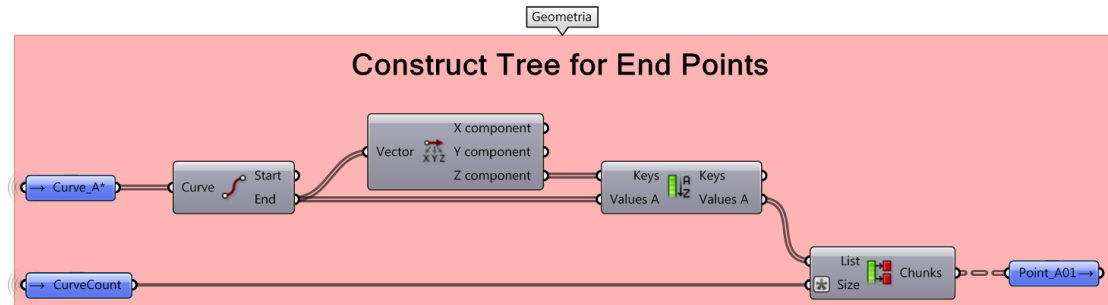 Geometria
Construct Tree for End Points
X component
Vector
XYZ
Y component
Z component
→ Curve_A*
Curve
Start
End
Keys
A
Z
Keys
Values A
Values A
→ CurveCount
List
Size
Chunks
Point_A01→